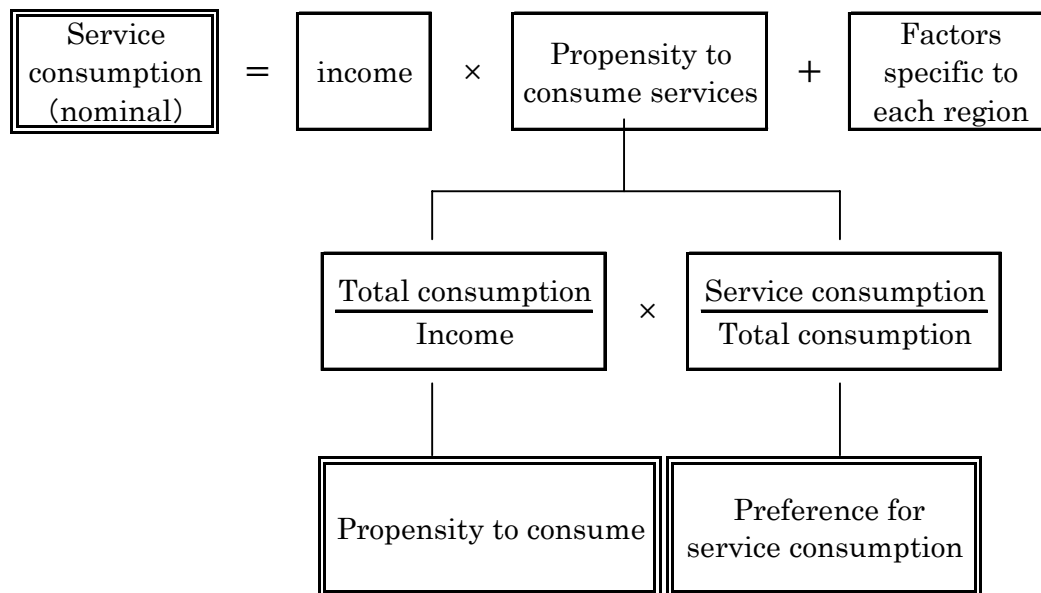 Service
consumption
（nominal）
=
income
×
Propensity to
consume services
+
Factors
specific to
each region
Total consumption
Income
×
Service consumption
Total consumption
Propensity to consume
Preference for
service consumption